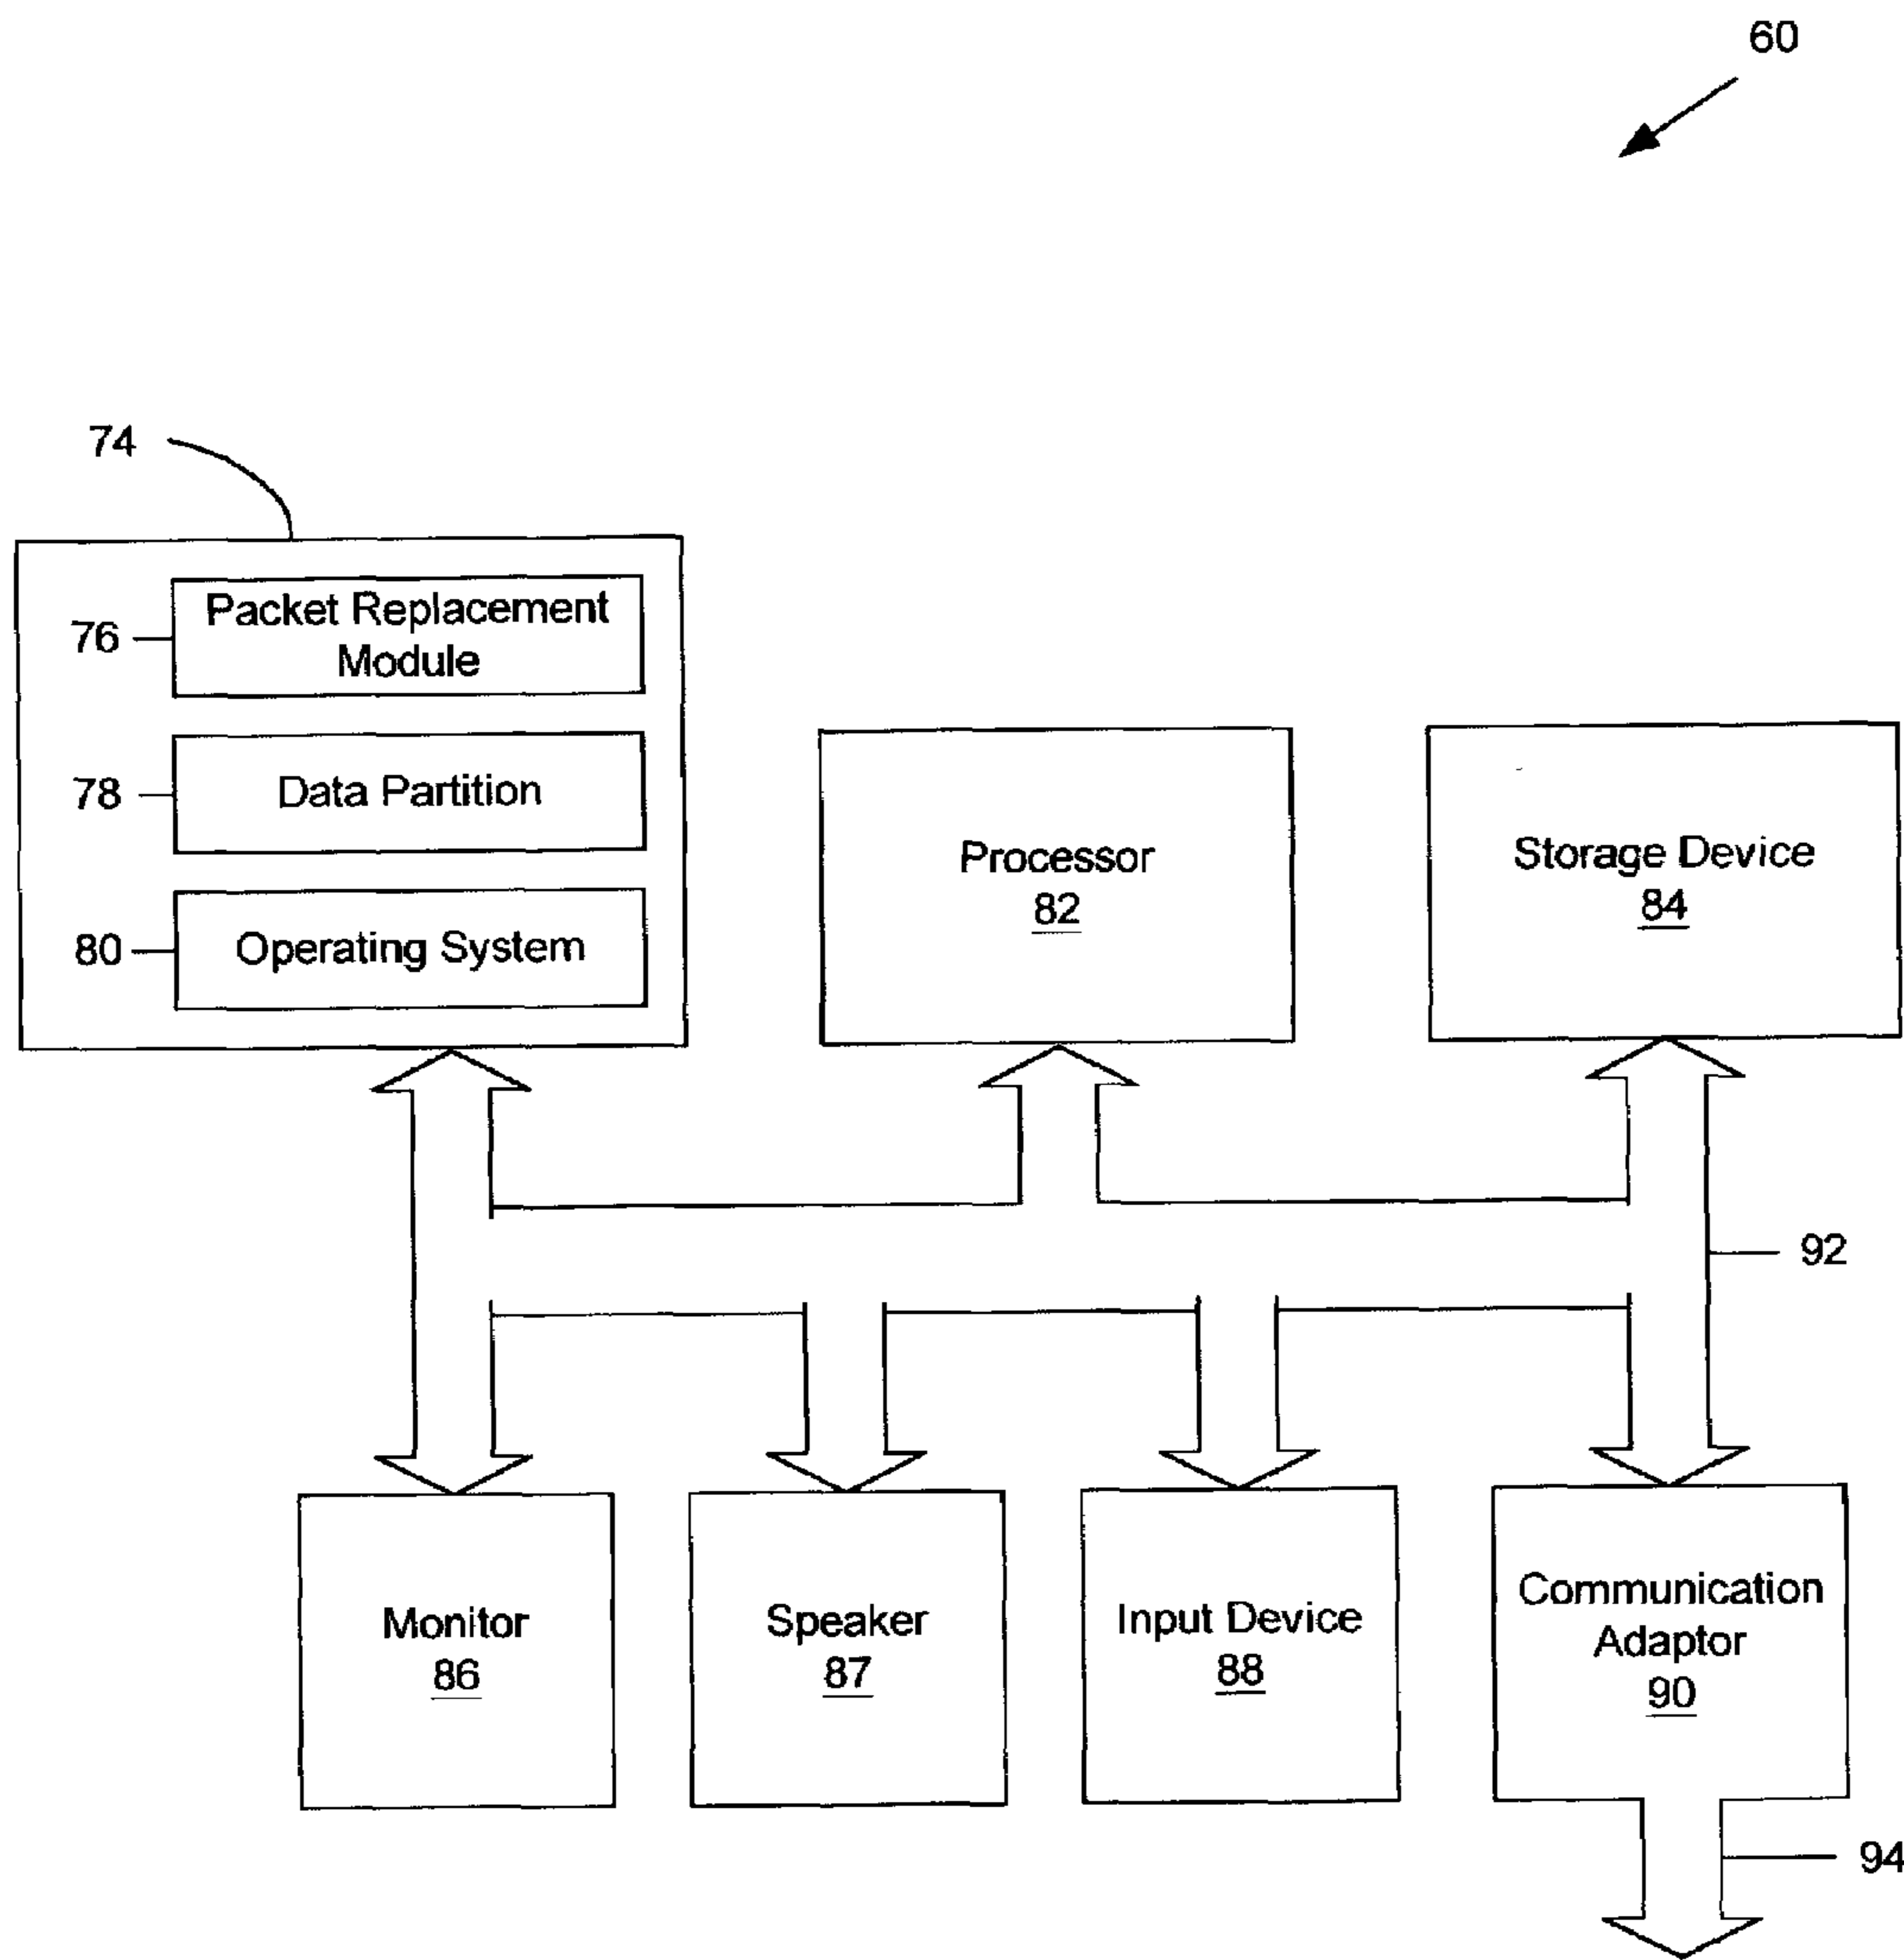 60
74
76
Packet Replacement
Module
78
Data Partition
80
Operating System
Processor
82
Storage Device
84
92
Monitor
86
Speaker
87
Input Device
88
Communication
Adaptor
90
94